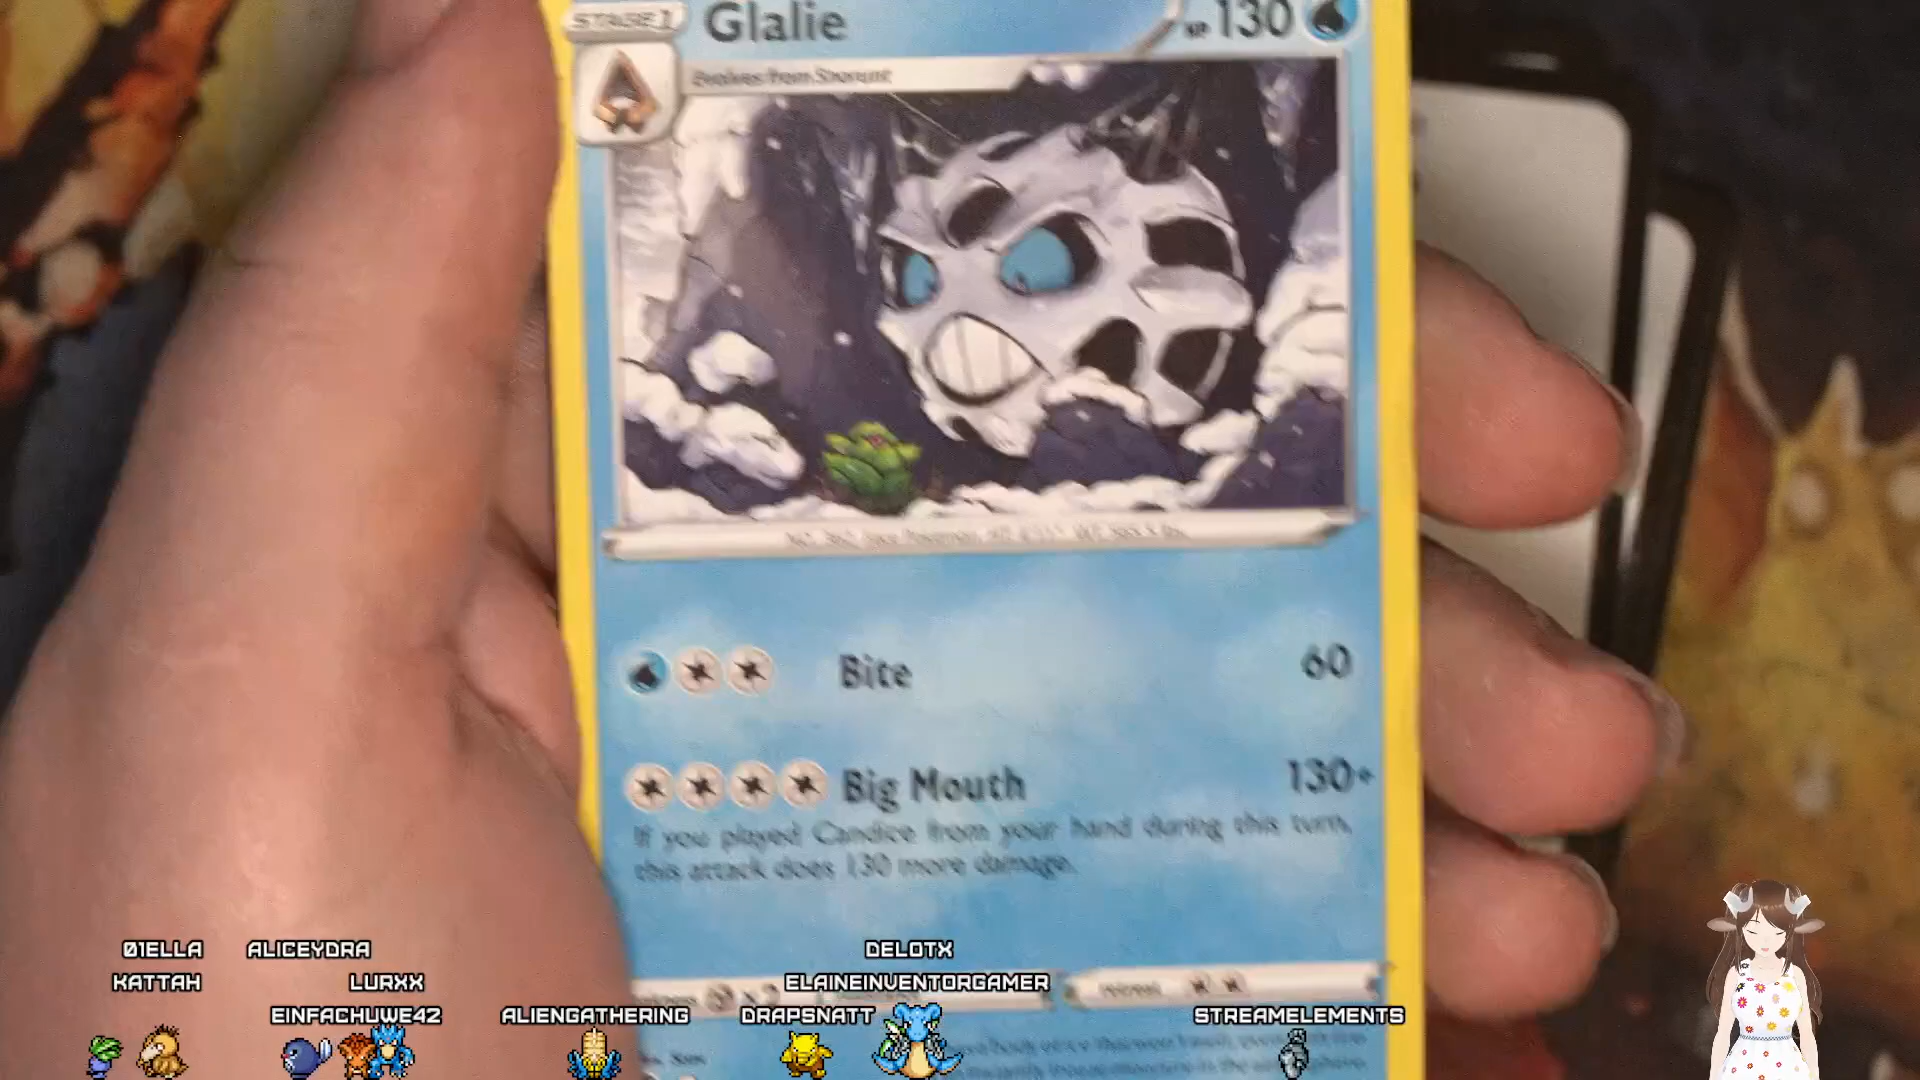 STAGE 1
Glalie
HP 130
Evolves from Snorunt
Bite 60
Big Mouth 130+
If you played Candice from your hand during this turn,
this attack does 130 more damage.
01ELLA ALICEYDRA DELOTX
KATTAH LURXX ELAINEINVENTORGAMER
EINFACHUWE42 ALIENGATHERING DRAPSNATT STREAMELEMENTS